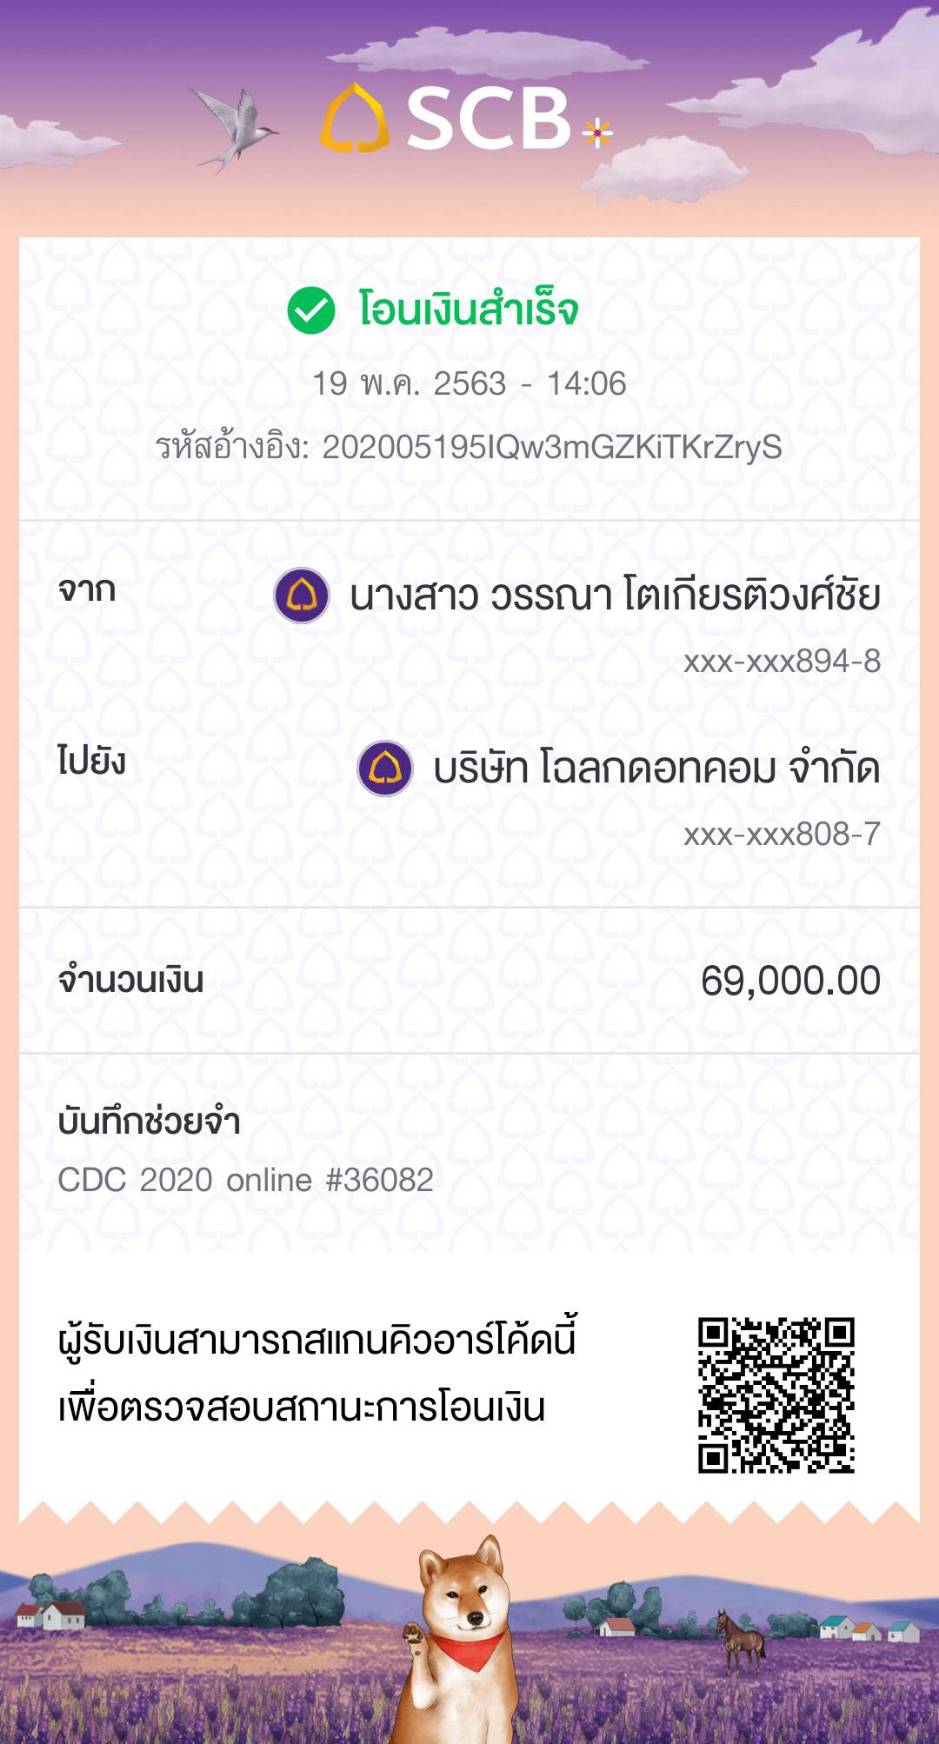 SCB
โอนเงินสำเร็จ
19 พ.ค. 2563 - 14:06
รหัสอ้างอิง: 202005195IQw3mGZKiTKrZryS
จาก
นางสาว วรรณา โตเกียรติวงศ์ชัย
xxx-xxx894-8
ไปยัง
บริษัท โฉลกดอทคอม จำกัด
xxx-xxx808-7
จำนวนเงิน 69,000.00
บันทึกช่วยจำ
CDC 2020 online #36082
ผู้รับเงินสามารถสแกนคิวอาร์โค้ดนี้
เพื่อตรวจสอบสถานะการโอนเงิน